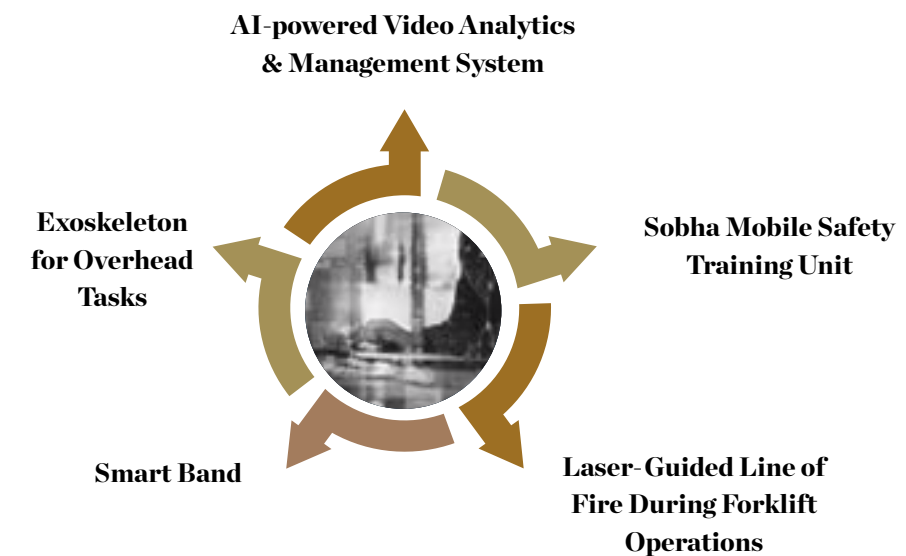 AI-powered Video Analytics
& Management System
Sobha Mobile Safety
Training Unit
Laser-Guided Line of
Fire During Forklift
Operations
Smart Band
Exoskeleton
for Overhead
Tasks